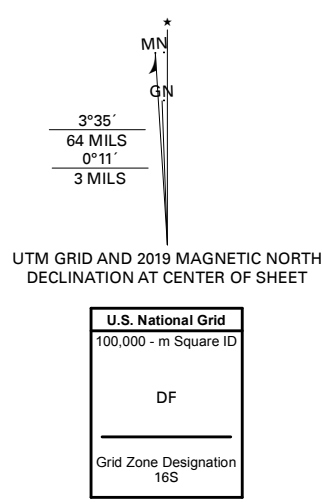 ★
MN
GN
3°35´
64 MILS
0°11´
3 MILS
UTM GRID AND 2019 MAGNETIC NORTH
DECLINATION AT CENTER OF SHEET
U.S. National Grid
100,000 - m Square ID
DF
Grid Zone Designation
16S